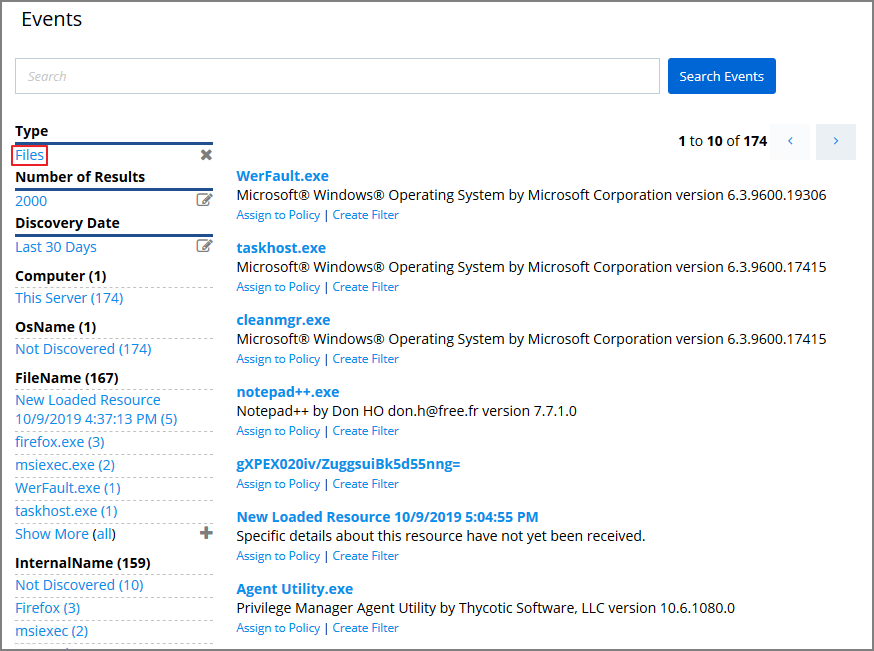 Events
Search
Search Events
Type
Files
Number of Results
2000
Discovery Date
Last 30 Days
Computer (1)
This Server (174)
OsName (1)
Not Discovered (174)
FileName (167)
New Loaded Resource
10/9/2019 4:37:13 PM (5)
firefox.exe (3)
msiexec.exe (2)
WerFault.exe (1)
taskhost.exe (1)
Show More (all)
InternalName (159)
Not Discovered (10)
Firefox (3)
msiexec (2)
1 to 10 of 174
WerFault.exe
Microsoft® Windows® Operating System by Microsoft Corporation version 6.3.9600.19306
Assign to Policy | Create Filter
taskhost.exe
Microsoft® Windows® Operating System by Microsoft Corporation version 6.3.9600.17415
Assign to Policy | Create Filter
cleanmgr.exe
Microsoft® Windows® Operating System by Microsoft Corporation version 6.3.9600.17415
Assign to Policy | Create Filter
notepad++.exe
Notepad++ by Don HO don.h@free.fr version 7.7.1.0
Assign to Policy | Create Filter
gXPEX020iv/ZuggsuiBk5d55nng=
Assign to Policy | Create Filter
New Loaded Resource 10/9/2019 5:04:55 PM
Specific details about this resource have not yet been received.
Assign to Policy | Create Filter
Agent Utility.exe
Privilege Manager Agent Utility by Thycotic Software, LLC version 10.6.1080.0
Assign to Policy | Create Filter